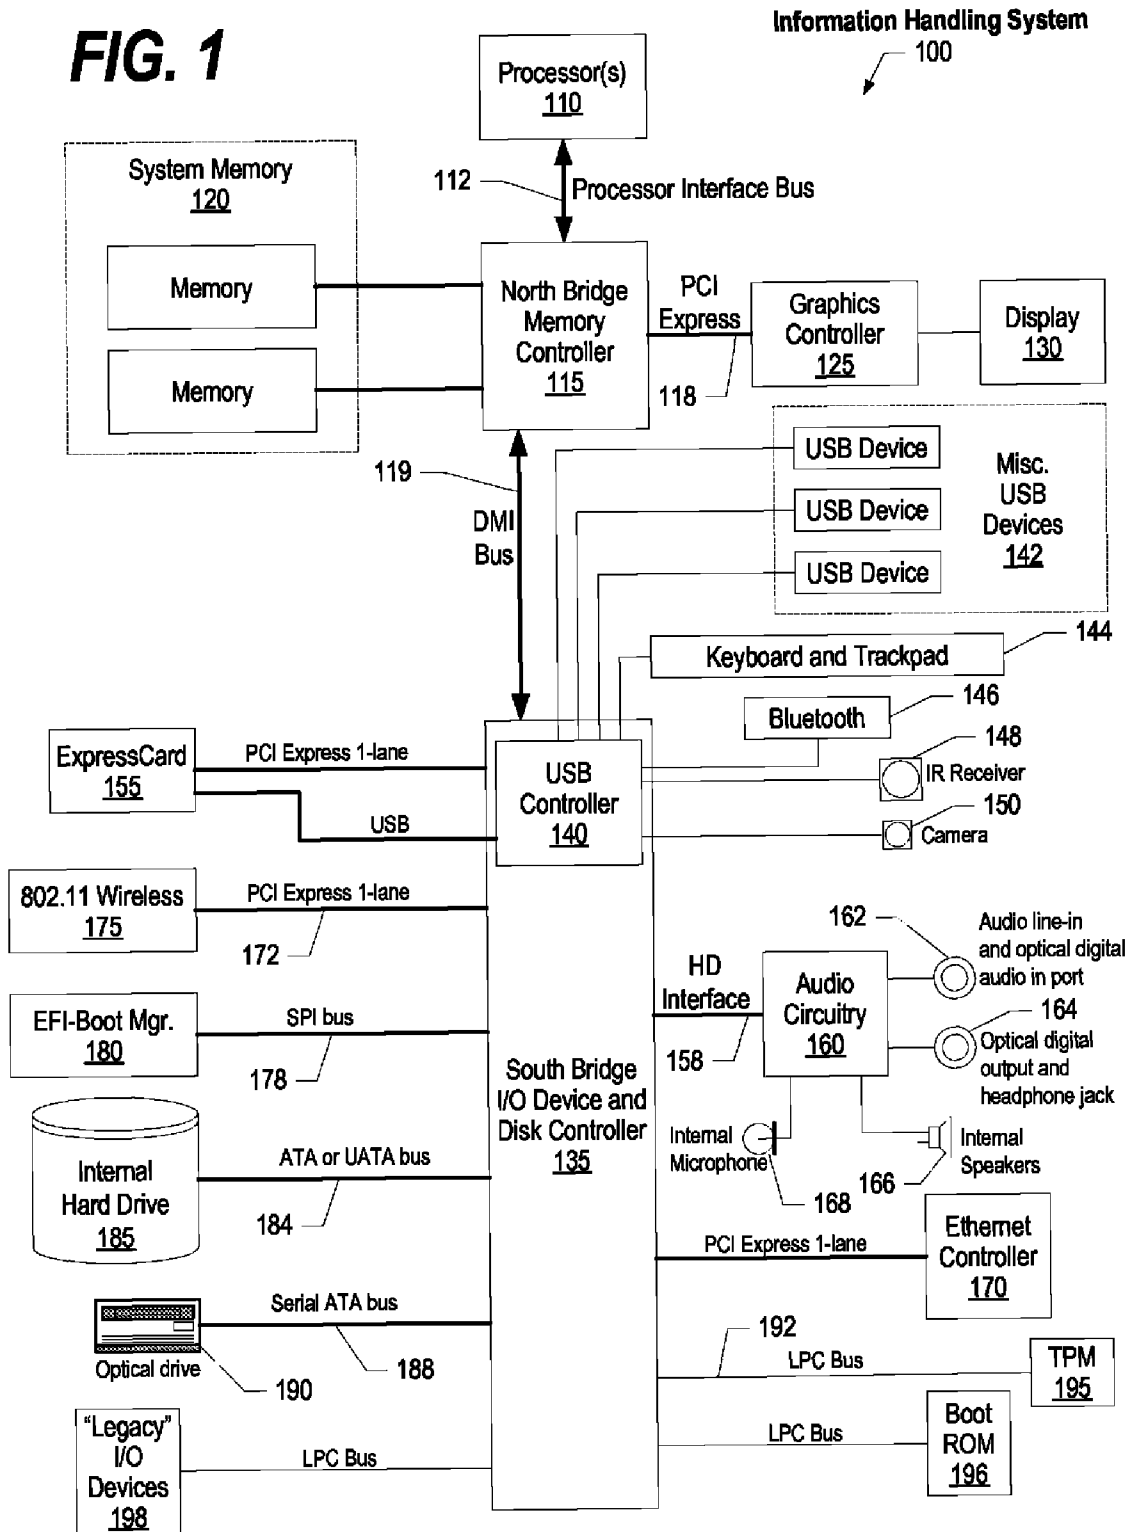 FIG. 1
Information Handling System
100
Processor(s)
110
112
Processor Interface Bus
System Memory
120
Memory
Memory
North Bridge
Memory
Controller
115
PCI
Express
118
Graphics
Controller
125
Display
130
119
DMI
Bus
USB Device
USB Device
USB Device
Misc.
USB
Devices
142
144
Keyboard and Trackpad
146
Bluetooth
148
IR Receiver
150
Camera
ExpressCard
155
PCI Express 1-lane
USB
USB
Controller
140
802.11 Wireless
175
PCI Express 1-lane
172
EFI-Boot Mgr.
180
SPI bus
178
HD
Interface
158
Audio
Circuitry
160
162
Audio line-in
and optical digital
audio in port
164
Optical digital
output and
headphone jack
South Bridge
I/O Device and
Disk Controller
135
Internal
Microphone
168
166
Internal
Speakers
Internal
Hard Drive
185
ATA or UATA bus
184
PCI Express 1-lane
Ethernet
Controller
170
Optical drive
190
Serial ATA bus
188
192
LPC Bus
TPM
195
"Legacy"
I/O
Devices
198
LPC Bus
LPC Bus
Boot
ROM
196